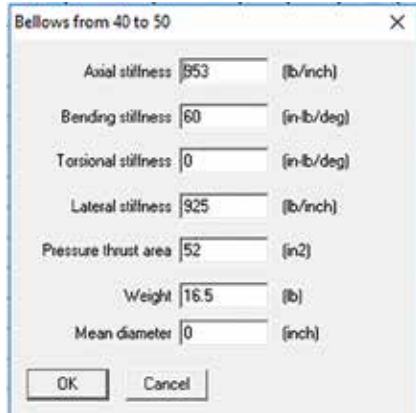 Bellows from 40 to 50
Axial stiffness 953 (lb/inch)
Bending stiffness 60 (in-lb/deg)
Torsional stiffness 0 (in-lb/deg)
Lateral stiffness 925 (lb/inch)
Pressure thrust area 52 (in2)
Weight 16.5 (lb)
Mean diameter 0 (inch)
OK Cancel